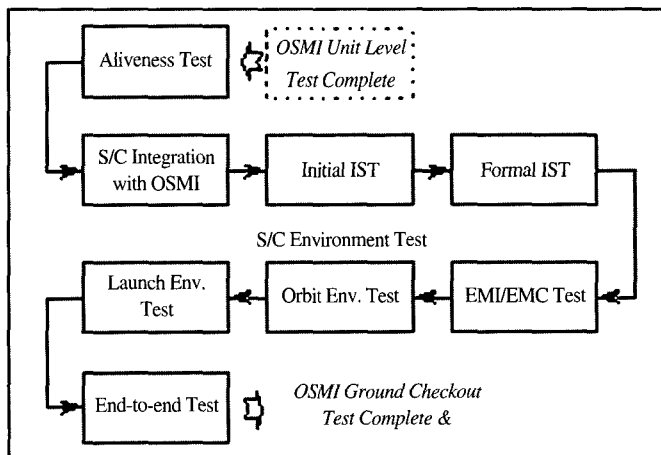 Aliveness Test
OSMI Unit Level
Test Complete
S/C Integration
with OSMI
Initial IST
Formal IST
S/C Environment Test
Launch Env.
Test
Orbit Env. Test
EMI/EMC Test
End-to-end Test
OSMI Ground Checkout
Test Complete &